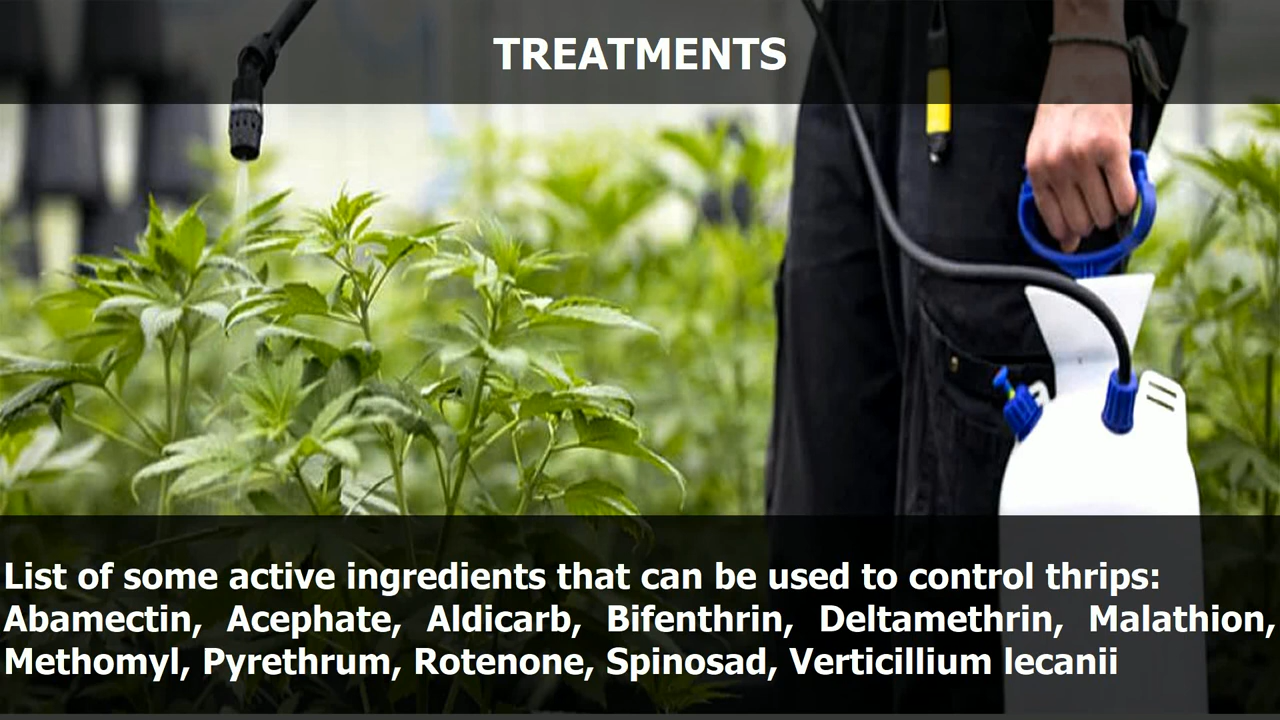 TREATMENTS
List of some active ingredients that can be used to control thrips:
Abamectin, Acephate, Aldicarb, Bifenthrin, Deltamethrin, Malathion,
Methomyl, Pyrethrum, Rotenone, Spinosad, Verticillium lecanii